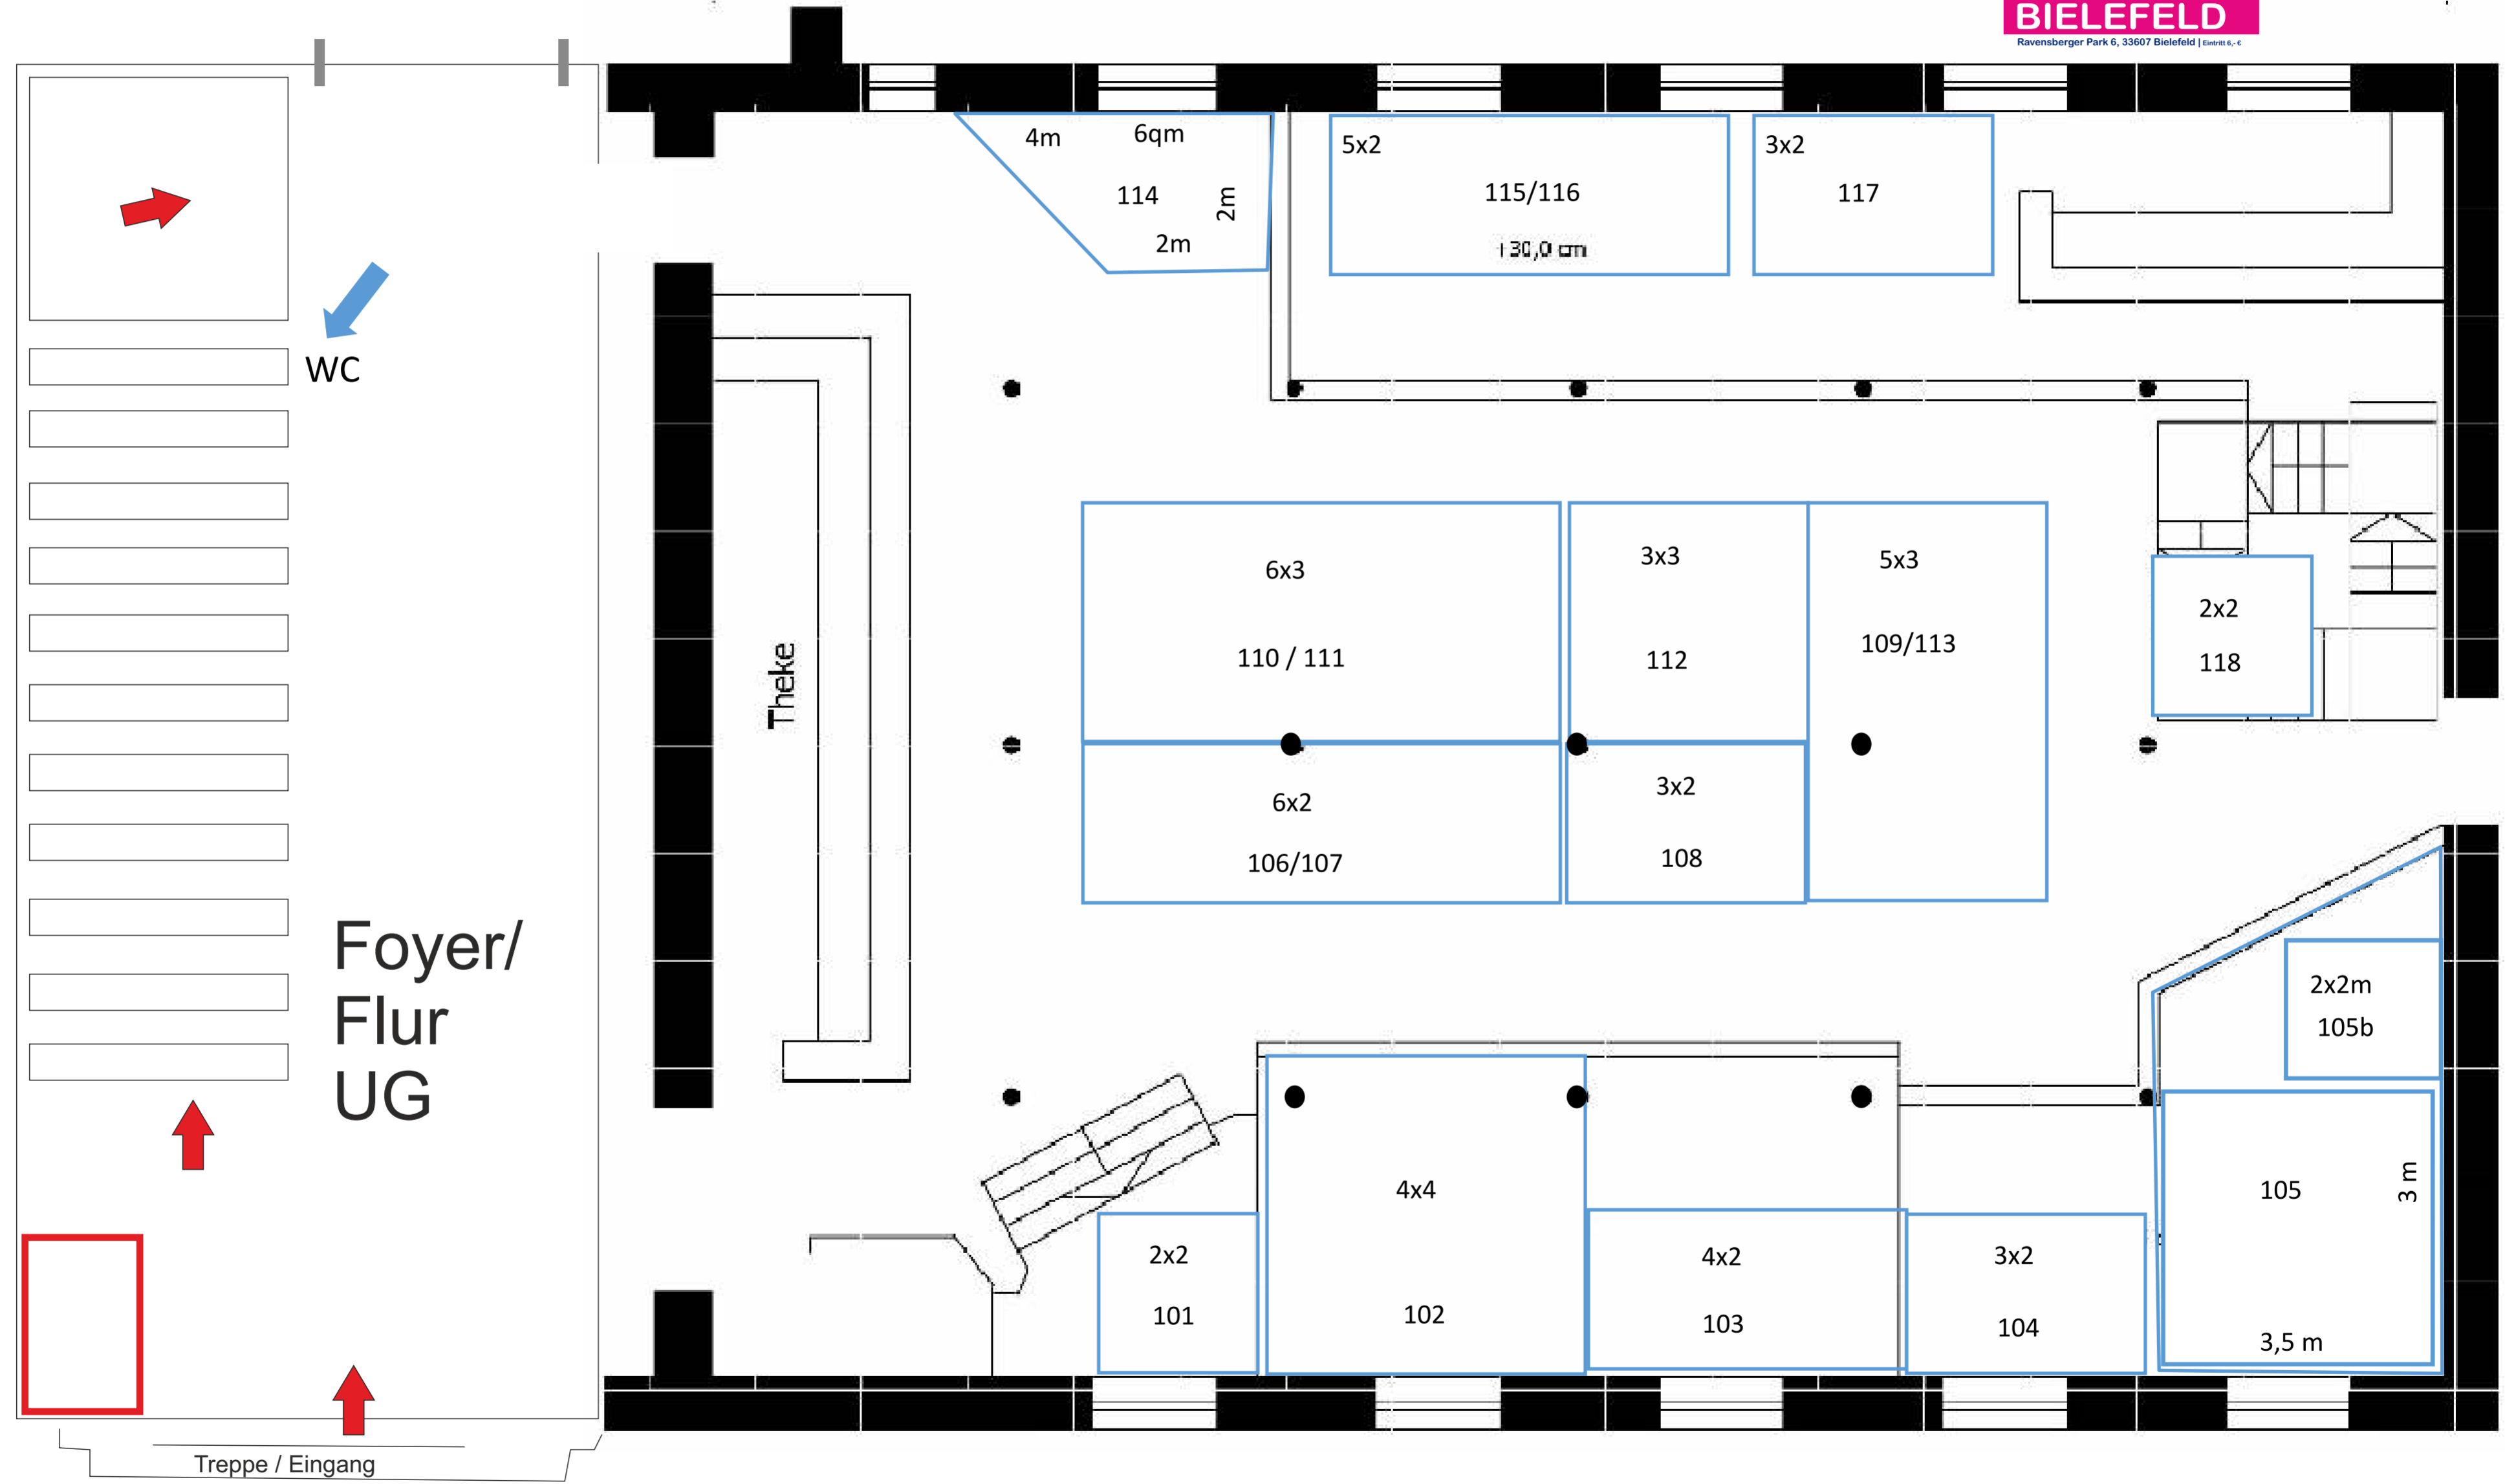 BIELEFELD
Ravensberger Park 6, 33607 Bielefeld | Eintritt 6,- €
4m
6qm
114
2m
2m
5x2
115/116
130,0 cm
3x2
117
WC
Theke
6x3
110 / 111
3x3
112
5x3
109/113
2x2
118
6x2
106/107
3x2
108
Foyer/
Flur
UG
2x2m
105b
105
3 m
3,5 m
2x2
101
4x4
102
4x2
103
3x2
104
Treppe / Eingang